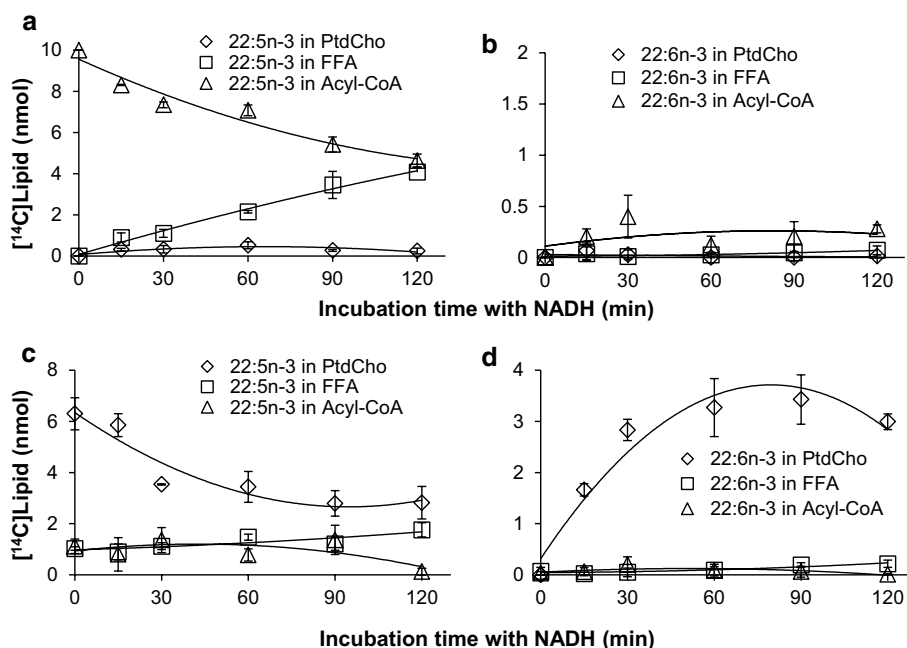 a
22:5n-3 in PtdCho
22:5n-3 in FFA
22:5n-3 in Acyl-CoA
[14C]Lipid (nmol)
10
8
6
4
2
0
0 30 60 90 120
b
22:6n-3 in PtdCho
22:6n-3 in FFA
22:6n-3 in Acyl-CoA
2
1.5
1
0.5
0
0 30 60 90 120
Incubation time with NADH (min)
c
22:5n-3 in PtdCho
22:5n-3 in FFA
22:5n-3 in Acyl-CoA
[14C]Lipid (nmol)
8
6
4
2
0
0 30 60 90 120
d
22:6n-3 in PtdCho
22:6n-3 in FFA
22:6n-3 in Acyl-CoA
4
3
2
1
0
0 30 60 90 120
Incubation time with NADH (min)